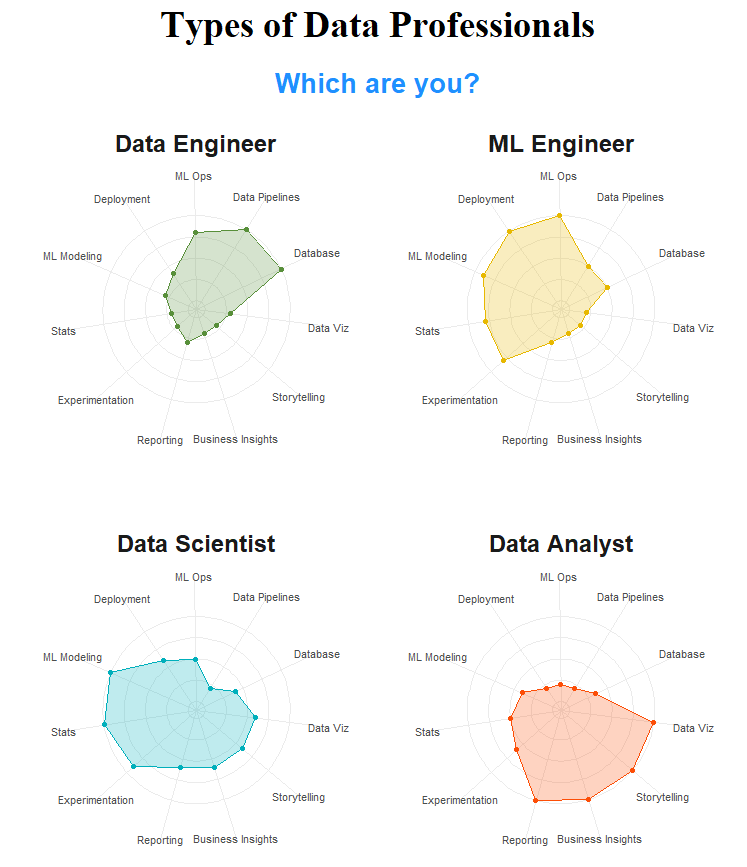 Types of Data Professionals
Which are you?
Data Engineer
ML Ops
Deployment
Data Pipelines
ML Modeling
Database
Stats
Data Viz
Experimentation
Storytelling
Reporting
Business Insights
ML Engineer
ML Ops
Deployment
Data Pipelines
ML Modeling
Database
Stats
Data Viz
Experimentation
Storytelling
Reporting
Business Insights
Data Scientist
ML Ops
Deployment
Data Pipelines
ML Modeling
Database
Stats
Data Viz
Experimentation
Storytelling
Reporting
Business Insights
Data Analyst
ML Ops
Deployment
Data Pipelines
ML Modeling
Database
Stats
Data Viz
Experimentation
Storytelling
Reporting
Business Insights